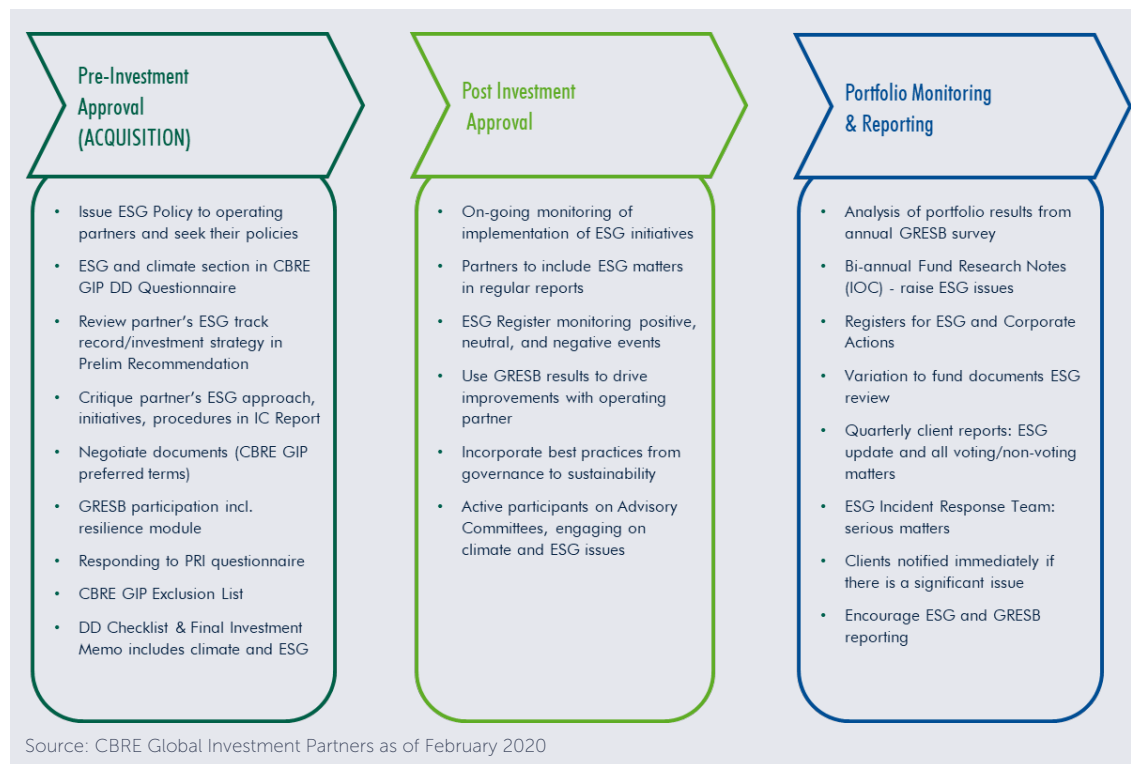 Pre-Investment
Approval
(ACQUISITION)
• Issue ESG Policy to operating
partners and seek their policies
• ESG and climate section in CBRE
GIP DD Questionnaire
• Review partner's ESG track
record/investment strategy in
Prelim Recommendation
• Critique partner's ESG approach,
initiatives, procedures in IC Report
• Negotiate documents (CBRE GIP
preferred terms)
• GRESB participation incl.
resilience module
• Responding to PRI questionnaire
• CBRE GIP Exclusion List
• DD Checklist & Final Investment
Memo includes climate and ESG
Post Investment
Approval
• On-going monitoring of
implementation of ESG initiatives
• Partners to include ESG matters
in regular reports
• ESG Register monitoring positive,
neutral, and negative events
• Use GRESB results to drive
improvements with operating
partner
• Incorporate best practices from
governance to sustainability
• Active participants on Advisory
Committees, engaging on
climate and ESG issues
Portfolio Monitoring
& Reporting
• Analysis of portfolio results from
annual GRESB survey
• Bi-annual Fund Research Notes
(IOC) - raise ESG issues
• Registers for ESG and Corporate
Actions
• Variation to fund documents ESG
review
• Quarterly client reports: ESG
update and all voting/non-voting
matters
• ESG Incident Response Team:
serious matters
• Clients notified immediately if
there is a significant issue
• Encourage ESG and GRESB
reporting
Source: CBRE Global Investment Partners as of February 2020